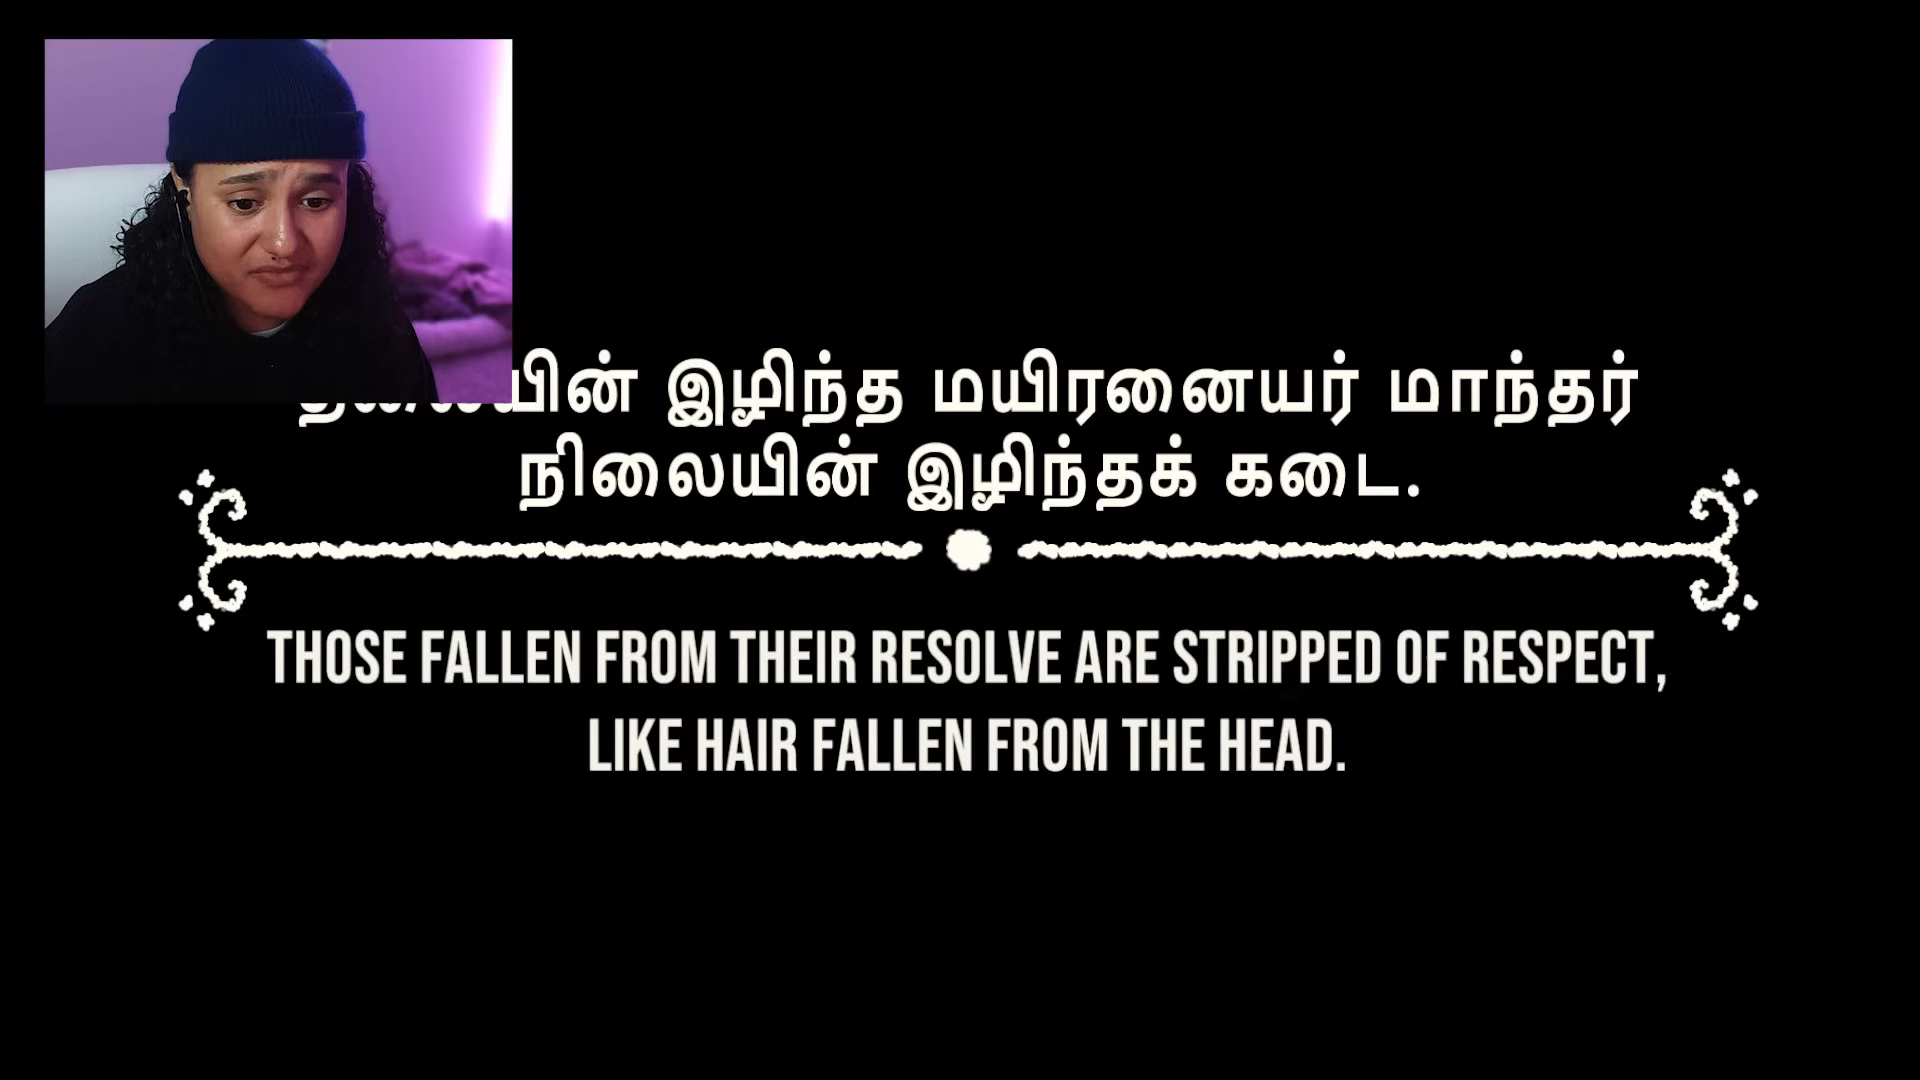 இழிந்த மயிரனையர் மாந்தர்
நிலையின் இழிந்தக் கடை.
THOSE FALLEN FROM THEIR RESOLVE ARE STRIPPED OF RESPECT,
LIKE HAIR FALLEN FROM THE HEAD.